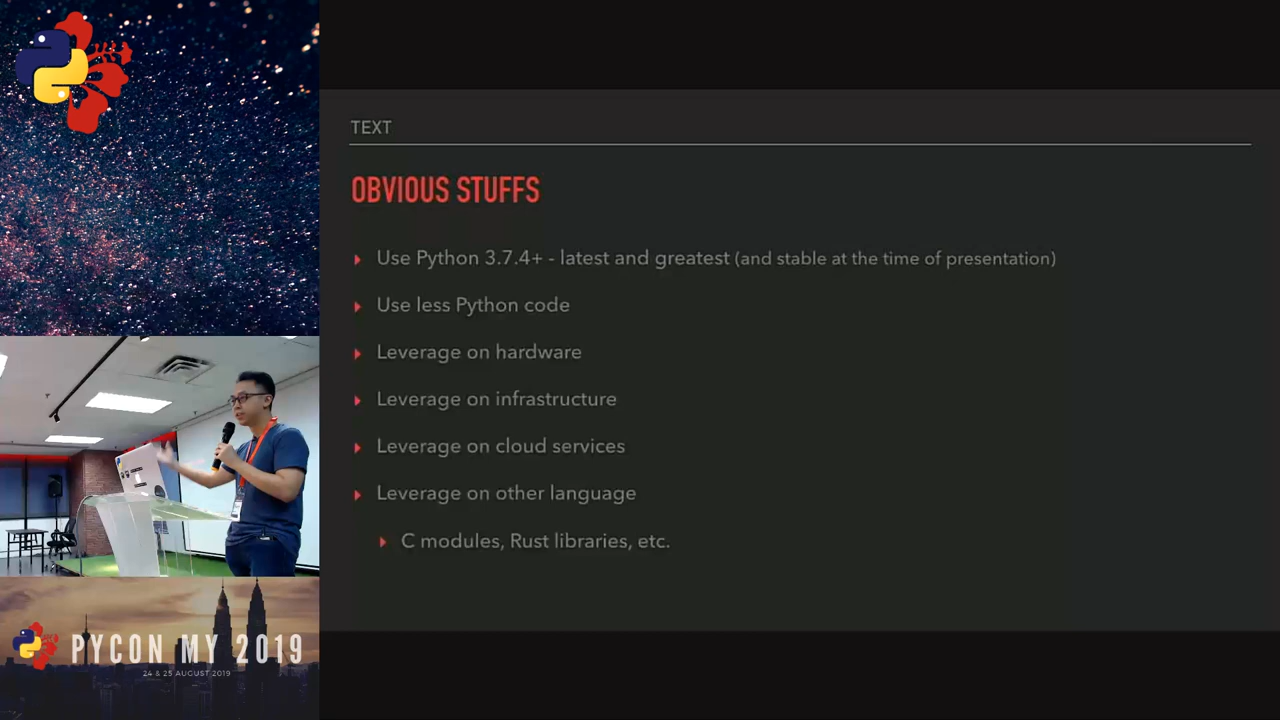 TEXT
OBVIOUS STUFFS
Use Python 3.7.4+ - latest and greatest (and stable at the time of presentation)
Use less Python code
Leverage on hardware
Leverage on infrastructure
Leverage on cloud services
Leverage on other language
C modules, Rust libraries, etc.
PYCON MY 2019
24 & 25 AUGUST 2019